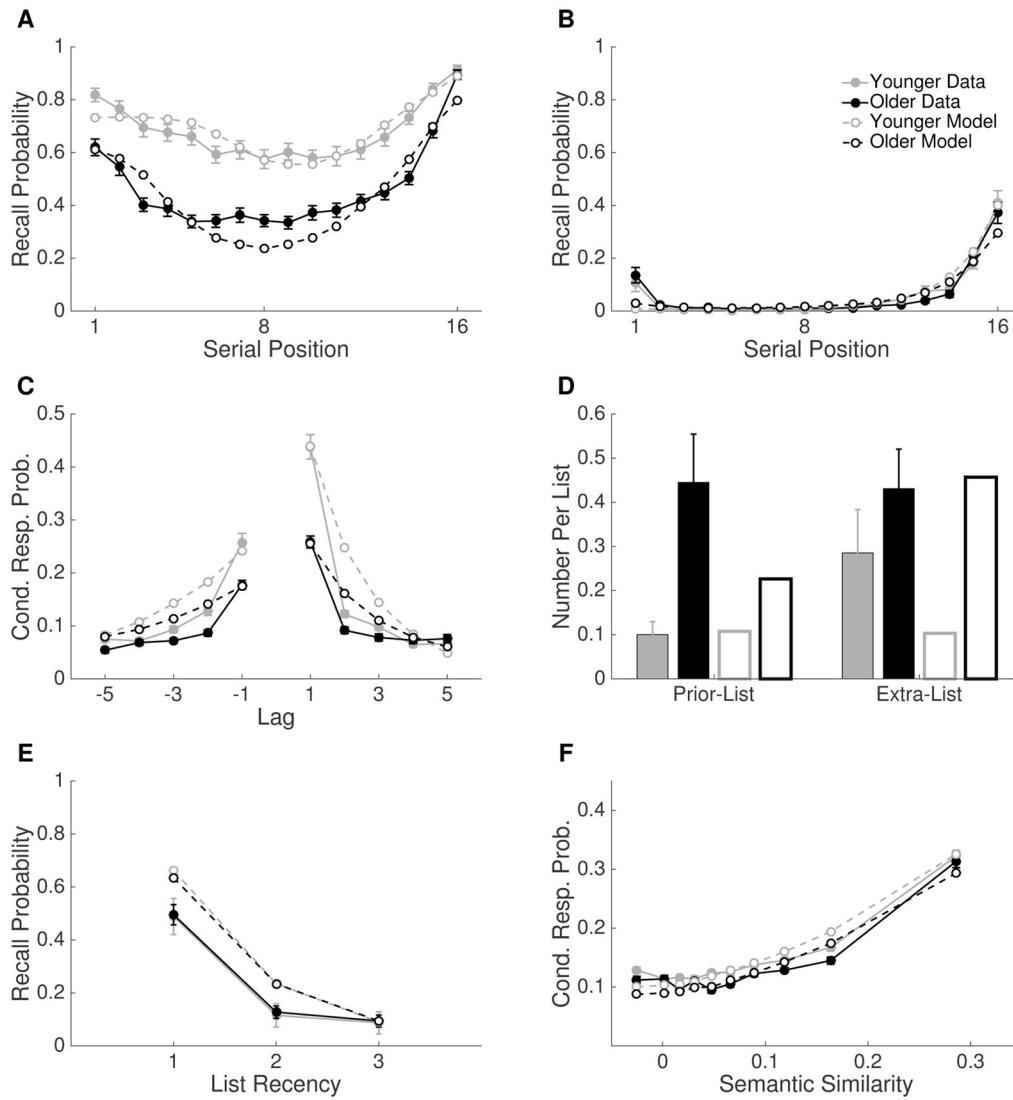 A
Recall Probability
1
0.8
0.6
0.4
0.2
0
1
8
16
Serial Position
B
Recall Probability
1
0.8
0.6
0.4
0.2
0
1
8
16
Serial Position
Younger Data
Older Data
Younger Model
Older Model
C
Cond. Resp. Prob.
0.5
0.4
0.3
0.2
0.1
0
-5
-3
-1
1
3
5
Lag
D
Number Per List
0.6
0.5
0.4
0.3
0.2
0.1
0
Prior-List
Extra-List
E
Recall Probability
1
0.8
0.6
0.4
0.2
0
1
2
3
List Recency
F
Cond. Resp. Prob.
0.4
0.3
0.2
0.1
0
0.1
0.2
0.3
Semantic Similarity